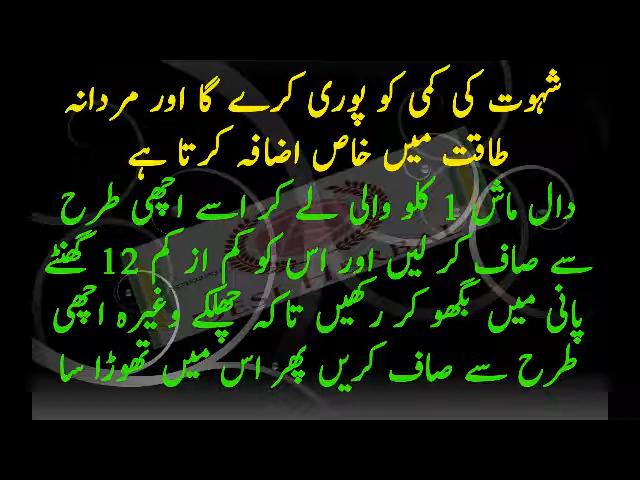 شہوت کی کمی کو پوری کرے گا اور مردانہ
طاقت میں خاص اضافہ کرتا ہے
دال ماش 1 کلو والی لے کر اسے اچھی طرح
سے صاف کر لیں اور اس کو کم از کم 12 گھنٹے
پانی میں بگھو کر رکھیں تاکہ چھلکے وغیرہ اچھی
طرح سے صاف کریں پھر اس میں تھوڑا سا